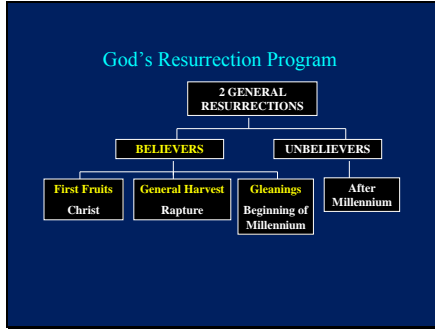 God's Resurrection Program
2 GENERAL
RESURRECTIONS
BELIEVERS
UNBELIEVERS
First Fruits
Christ
General Harvest
Rapture
Gleanings
Beginning of
Millennium
After
Millennium